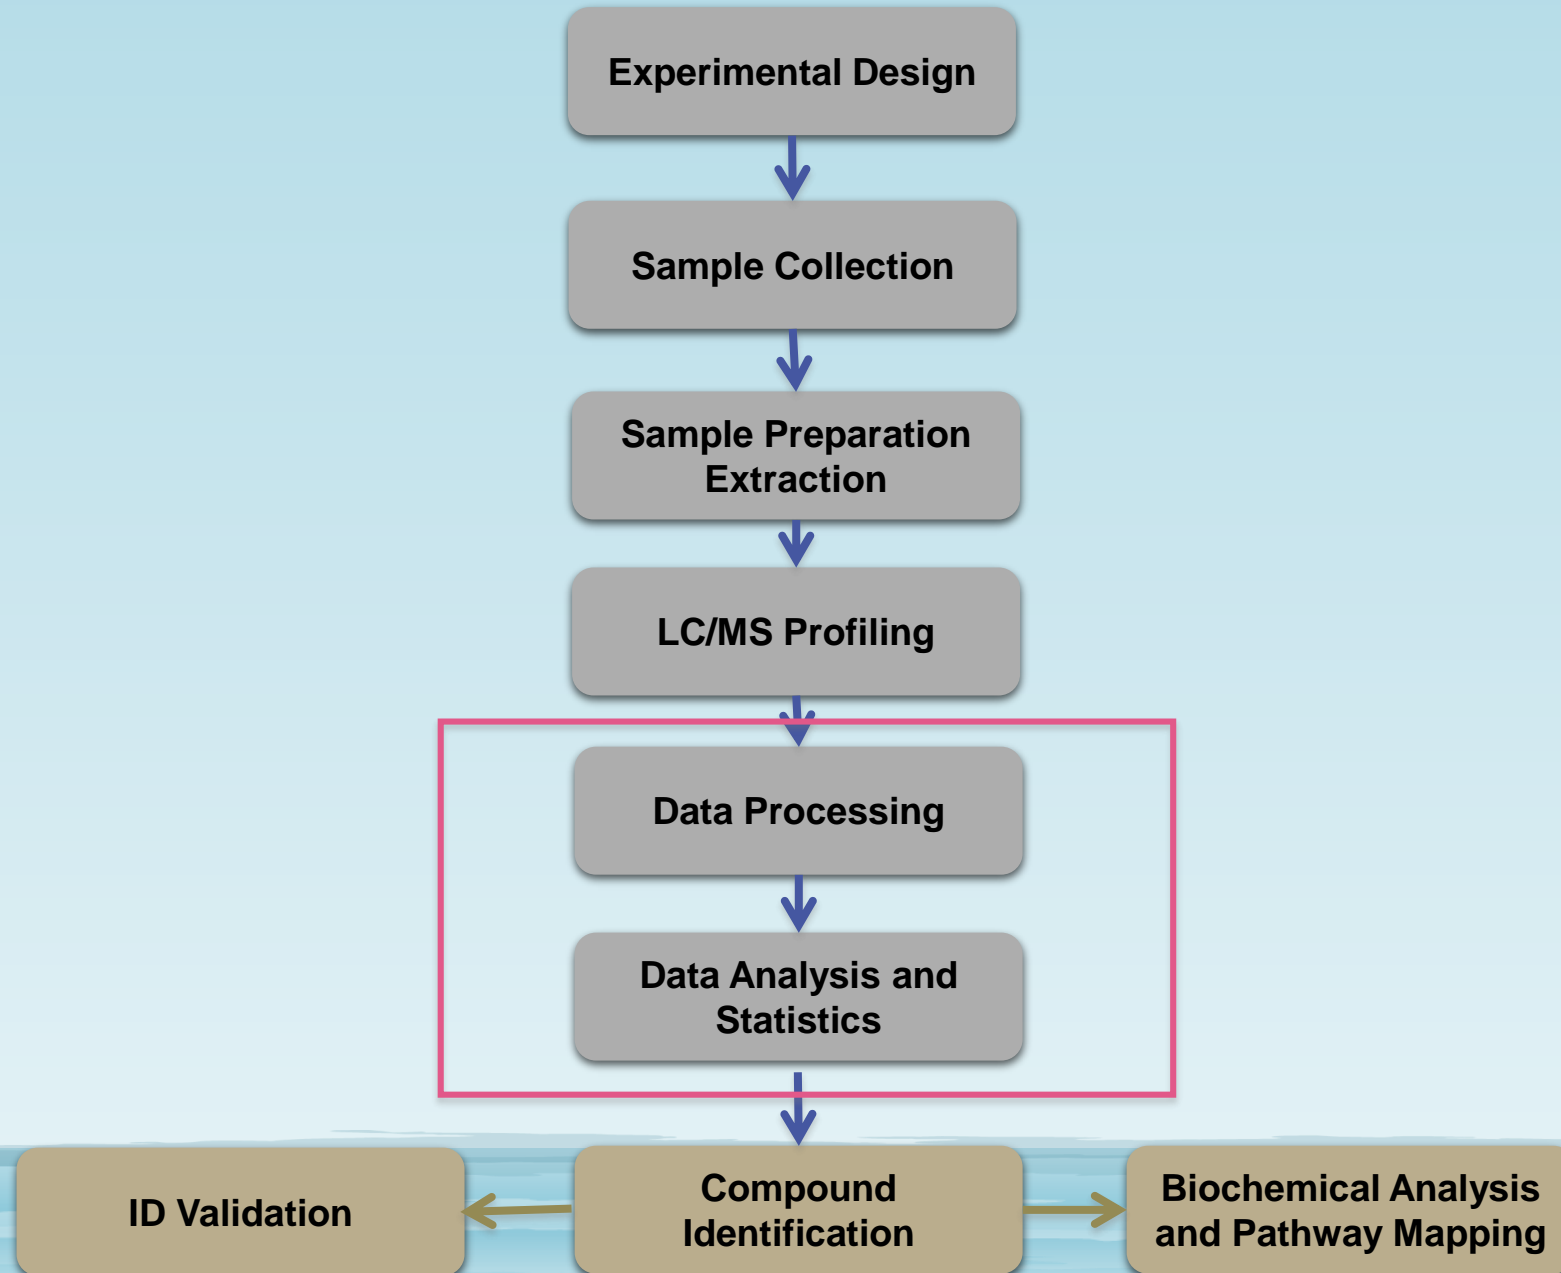 Experimental Design
Sample Collection
Sample Preparation
Extraction
LC/MS Profiling
Data Processing
Data Analysis and
Statistics
ID Validation
Compound
Identification
Biochemical Analysis
and Pathway Mapping